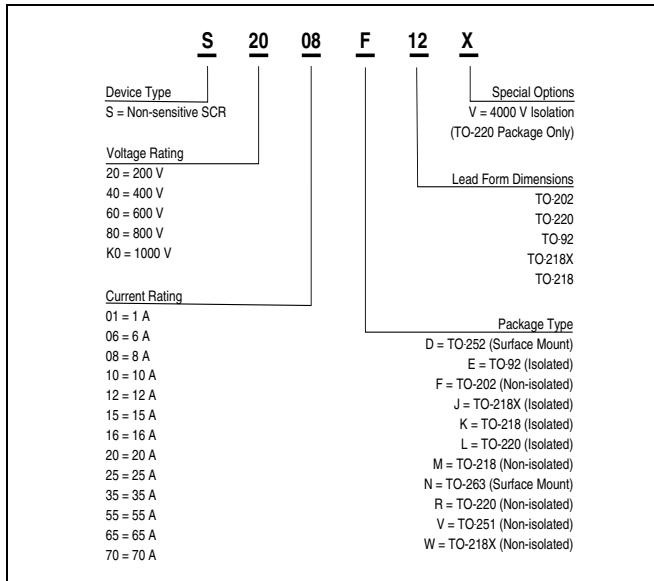 S 20 08 F 12 X
Device Type
S = Non-sensitive SCR
Voltage Rating
20 = 200 V
40 = 400 V
60 = 600 V
80 = 800 V
K0 = 1000 V
Current Rating
01 = 1 A
06 = 6 A
08 = 8 A
10 = 10 A
12 = 12 A
15 = 15 A
16 = 16 A
20 = 20 A
25 = 25 A
35 = 35 A
55 = 55 A
65 = 65 A
70 = 70 A
Special Options
V = 4000 V Isolation
(TO-220 Package Only)
Lead Form Dimensions
TO-202
TO-220
TO-92
TO-218X
TO-218
Package Type
D = TO-252 (Surface Mount)
E = TO-92 (Isolated)
F = TO-202 (Non-isolated)
J = TO-218X (Isolated)
K = TO-218 (Isolated)
L = TO-220 (Isolated)
M = TO-218 (Non-isolated)
N = TO-263 (Surface Mount)
R = TO-220 (Non-isolated)
V = TO-251 (Non-isolated)
W = TO-218X (Non-isolated)